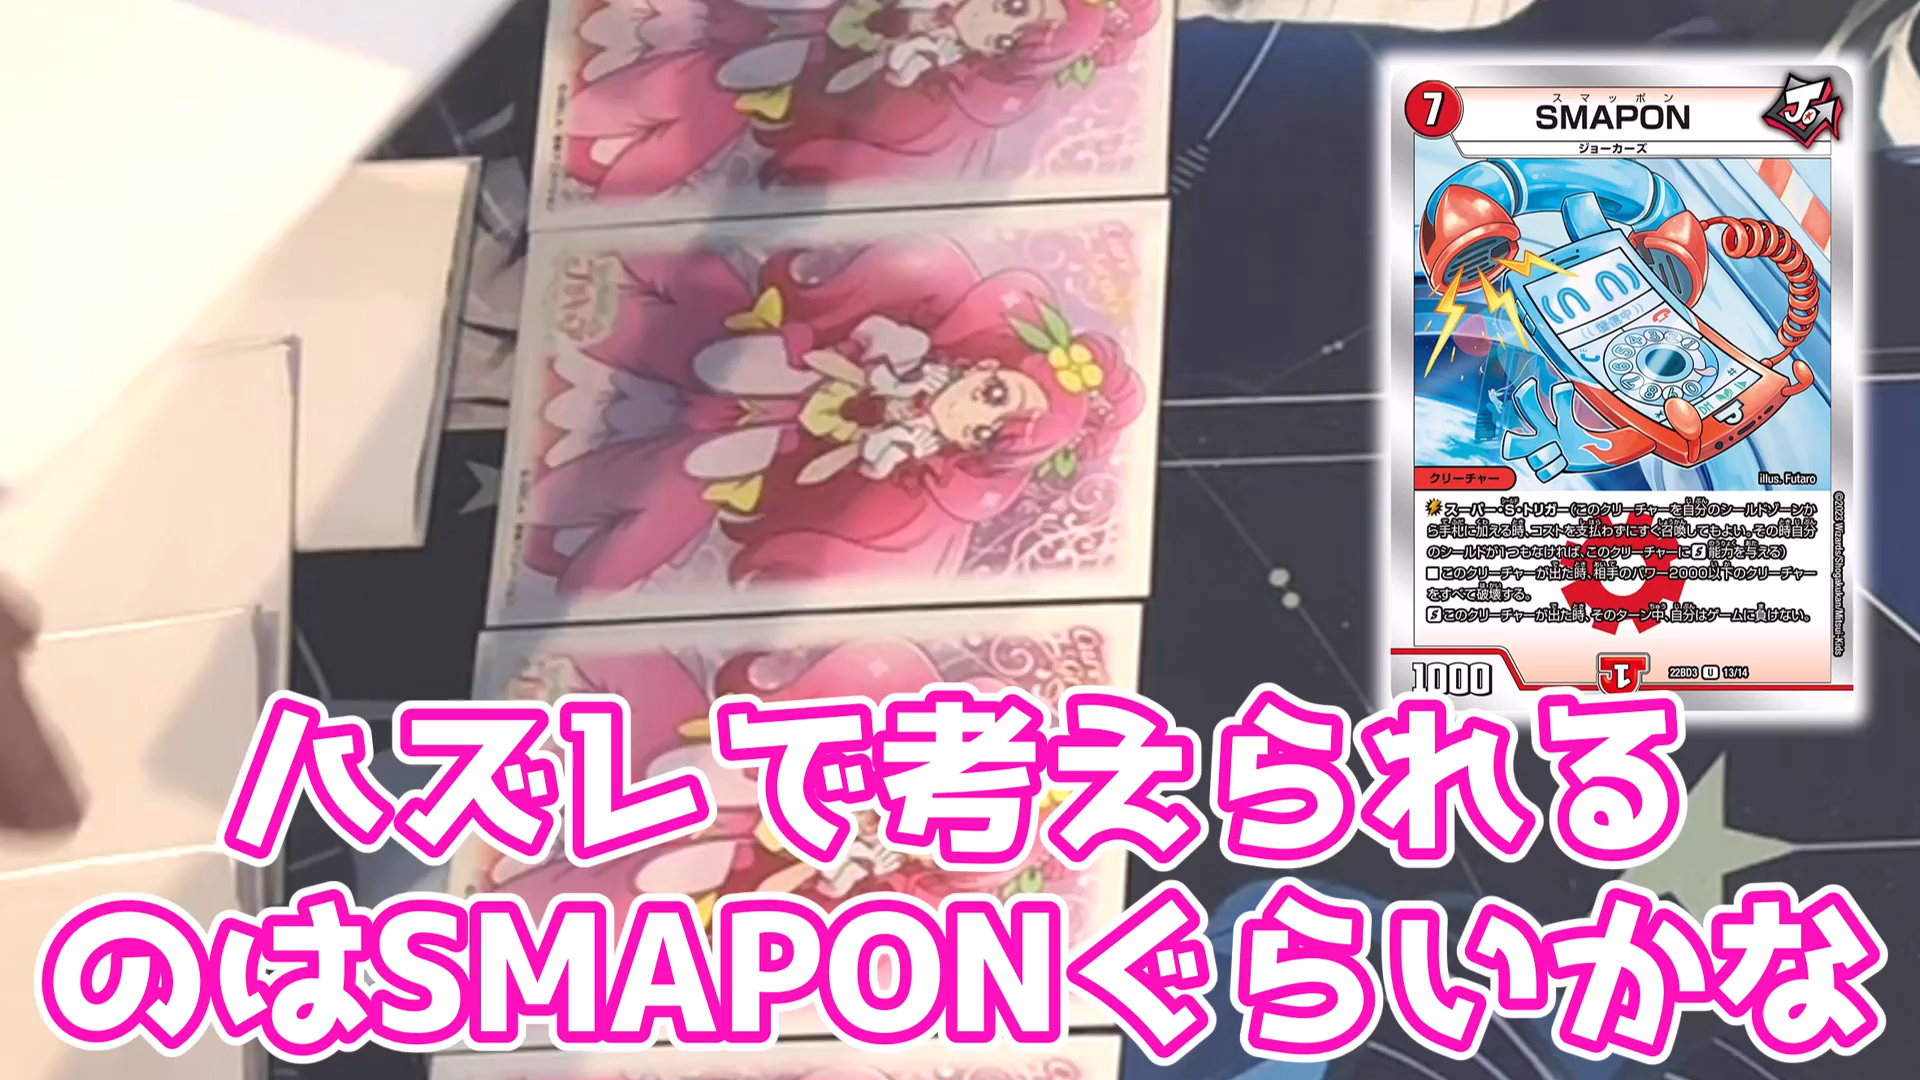 7
スマッポン
SMAPON
ジョーカーズ
クリーチャー
illus. Futaro
スーパー・S・トリガー(このクリーチャーを自分のシールドゾーンか
ら手札に加える時、コストを支払わずにすぐ召喚してもよい。その時自分
のシールドが1つもなければ、このクリーチャーにS能力を与える)
■このクリーチャーが出た時、相手のパワー2000以下のクリーチャー
をすべて破壊する。
Sこのクリーチャーが出た時、そのターン中、自分はゲームに負けない。
©2023 Wizards/Shogakukan/Mitsui-Kids
1000
22BD3 U 13/14
ハズレで考えられる
のはSMAPONぐらいかな